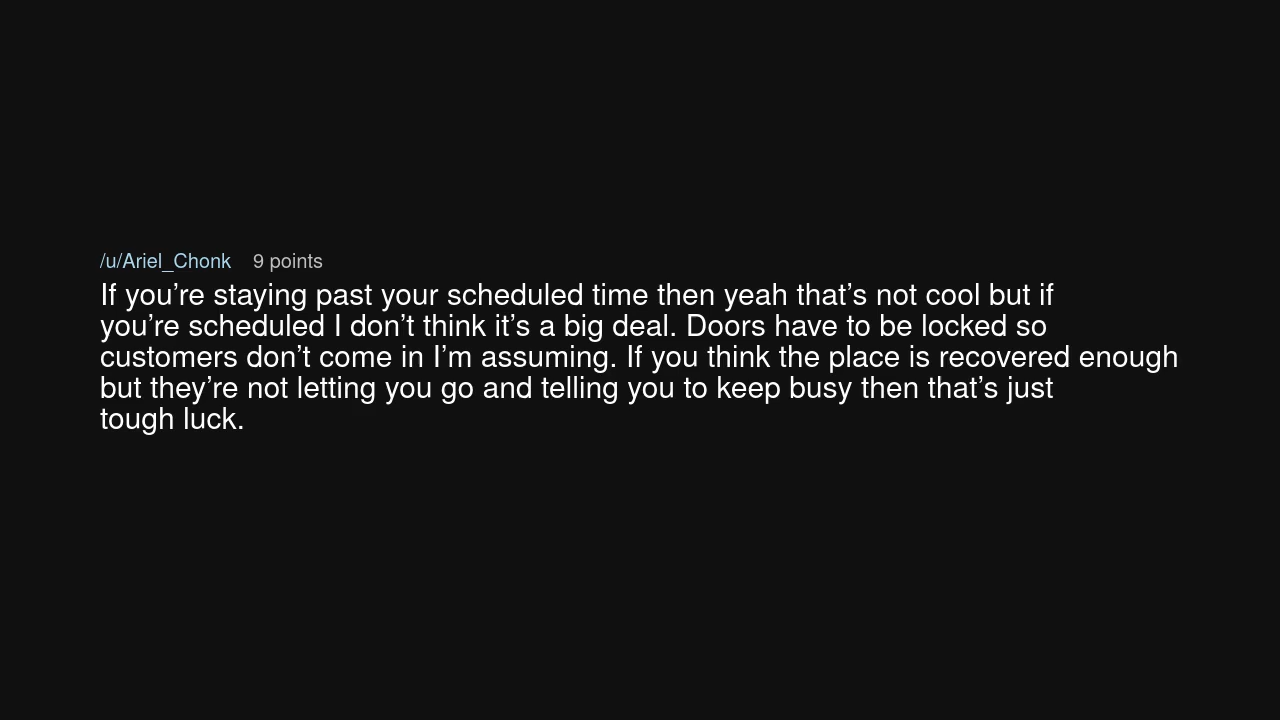 /u/Ariel_Chonk 9 points
If you’re staying past your scheduled time then yeah that’s not cool but if
you’re scheduled I don’t think it’s a big deal. Doors have to be locked so
customers don’t come in I’m assuming. If you think the place is recovered enough
but they’re not letting you go and telling you to keep busy then that’s just
tough luck.